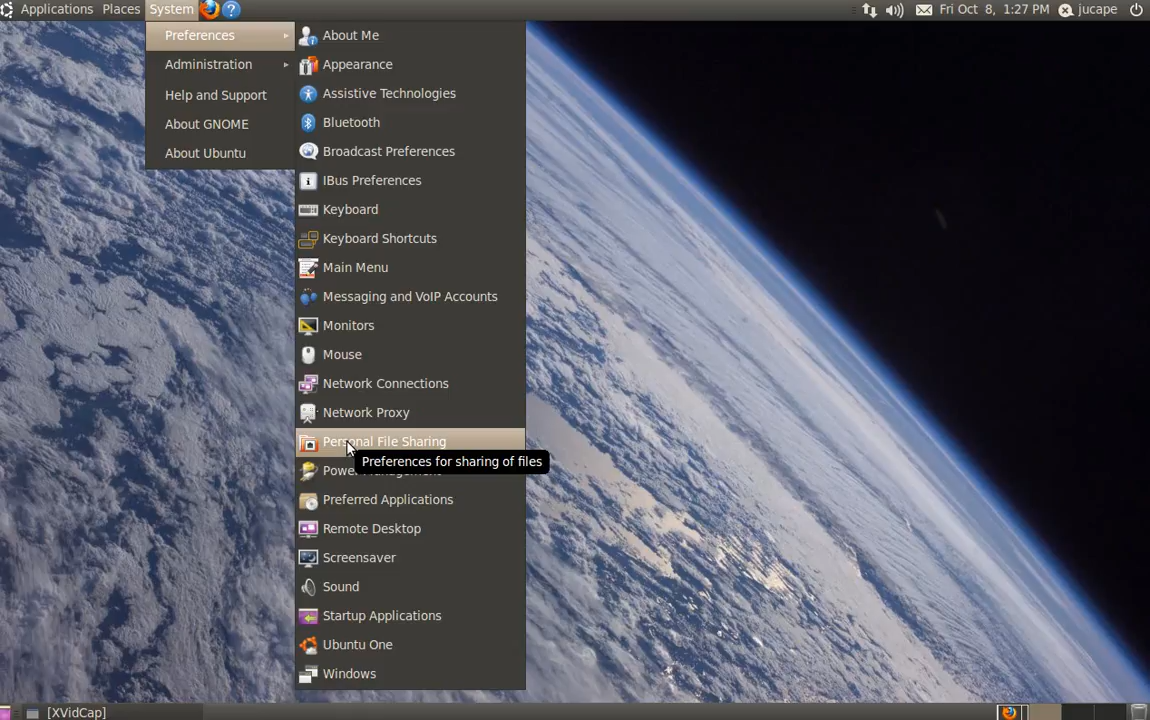 Applications Places System Fri Oct 8, 1:27 PM jucape
Preferences
Administration
Help and Support
About GNOME
About Ubuntu
About Me
Appearance
Assistive Technologies
Bluetooth
Broadcast Preferences
IBus Preferences
Keyboard
Keyboard Shortcuts
Main Menu
Messaging and VoIP Accounts
Monitors
Mouse
Network Connections
Network Proxy
Personal File Sharing
Preferences for sharing of files
Power Management
Preferred Applications
Remote Desktop
Screensaver
Sound
Startup Applications
Ubuntu One
Windows
[XVidCap]